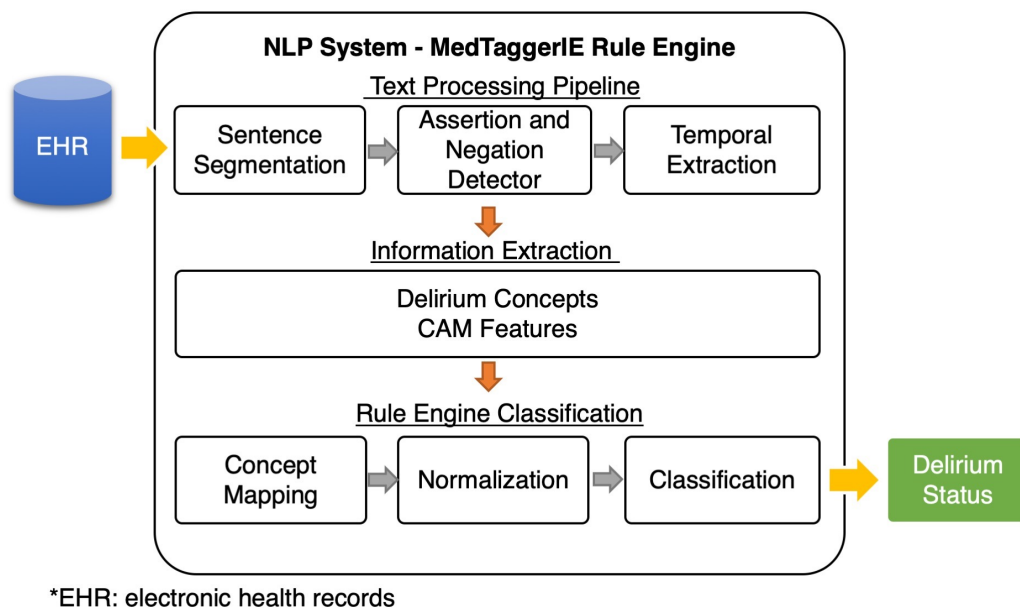 NLP System - MedTaggerIE Rule Engine
Text Processing Pipeline
EHR
Sentence
Segmentation
Assertion and
Negation
Detector
Temporal
Extraction
Information Extraction
Delirium Concepts
CAM Features
Rule Engine Classification
Concept
Mapping
Normalization
Classification
Delirium
Status
*EHR: electronic health records